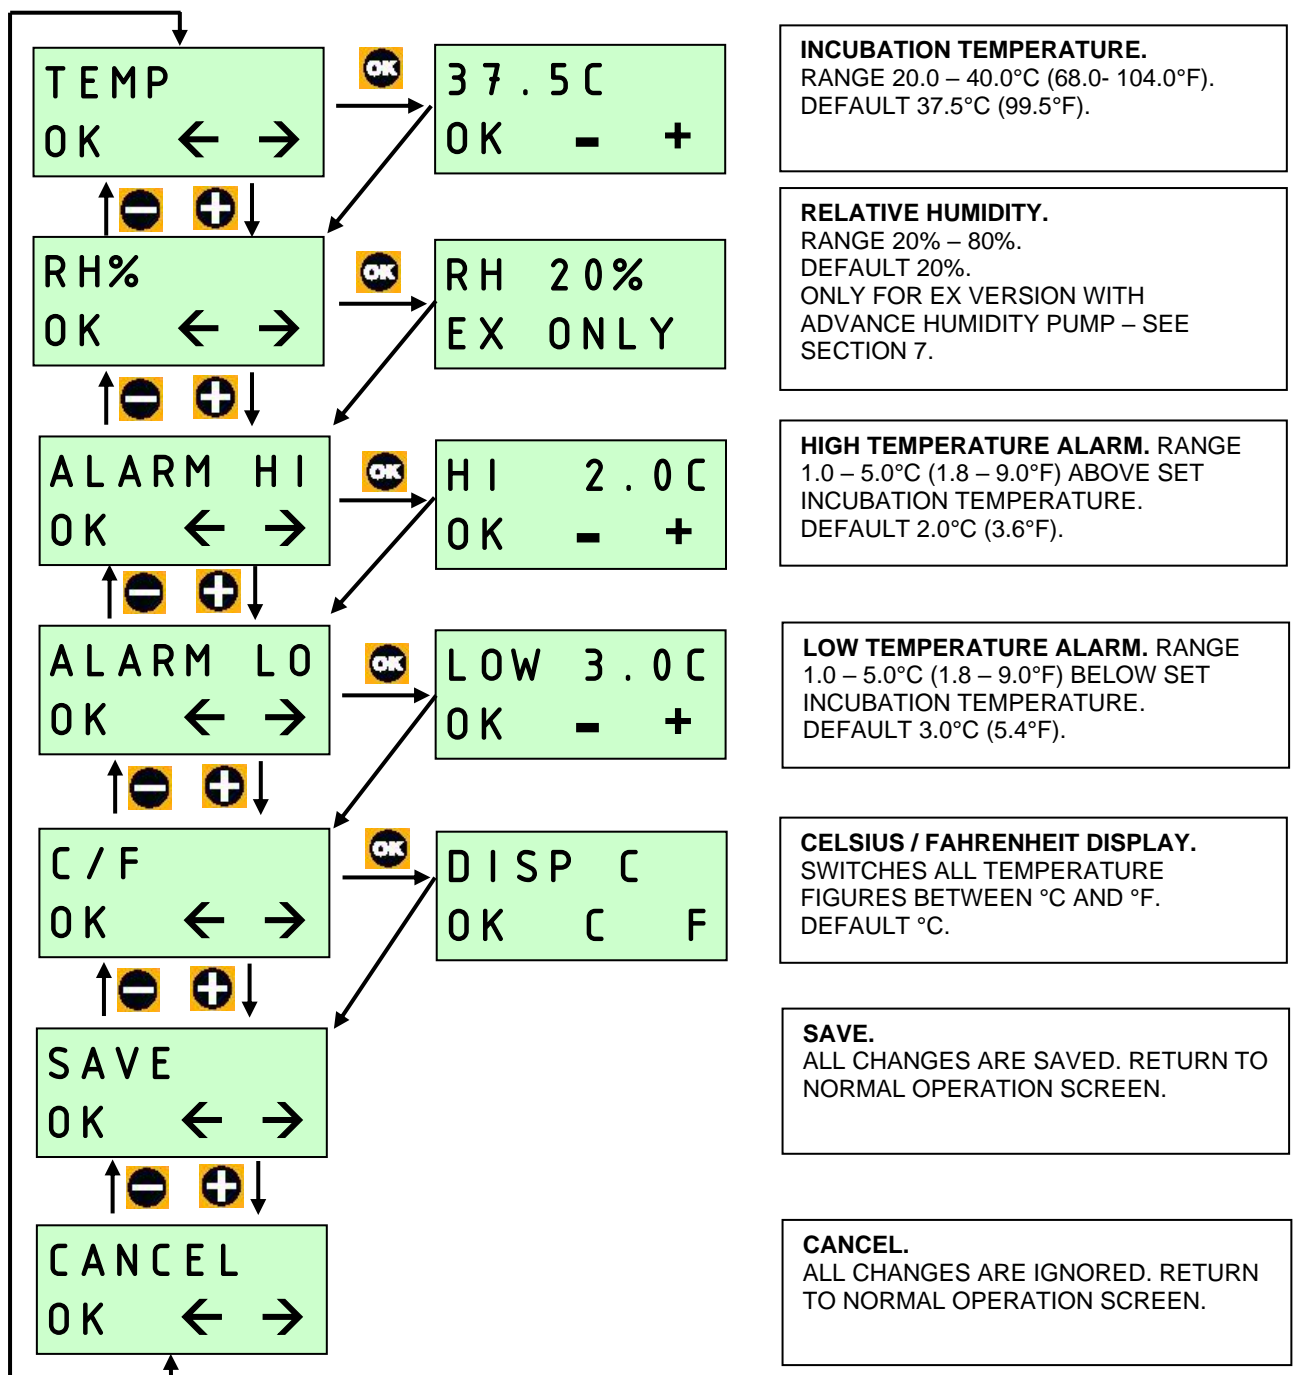 TEMP
OK ← →
OK
37.5C
OK - +
INCUBATION TEMPERATURE.
RANGE 20.0 – 40.0°C (68.0- 104.0°F).
DEFAULT 37.5°C (99.5°F).
RH%
OK ← →
OK
RH 20%
EX ONLY
RELATIVE HUMIDITY.
RANGE 20% – 80%.
DEFAULT 20%.
ONLY FOR EX VERSION WITH
ADVANCE HUMIDITY PUMP – SEE
SECTION 7.
ALARM HI
OK ← →
OK
HI 2.0C
OK - +
HIGH TEMPERATURE ALARM. RANGE
1.0 – 5.0°C (1.8 – 9.0°F) ABOVE SET
INCUBATION TEMPERATURE.
DEFAULT 2.0°C (3.6°F).
ALARM LO
OK ← →
OK
LOW 3.0C
OK - +
LOW TEMPERATURE ALARM. RANGE
1.0 – 5.0°C (1.8 – 9.0°F) BELOW SET
INCUBATION TEMPERATURE.
DEFAULT 3.0°C (5.4°F).
C/F
OK ← →
OK
DISP C
OK C F
CELSIUS / FAHRENHEIT DISPLAY.
SWITCHES ALL TEMPERATURE
FIGURES BETWEEN °C AND °F.
DEFAULT °C.
SAVE
OK ← →
SAVE.
ALL CHANGES ARE SAVED. RETURN TO
NORMAL OPERATION SCREEN.
CANCEL
OK ← →
CANCEL.
ALL CHANGES ARE IGNORED. RETURN
TO NORMAL OPERATION SCREEN.